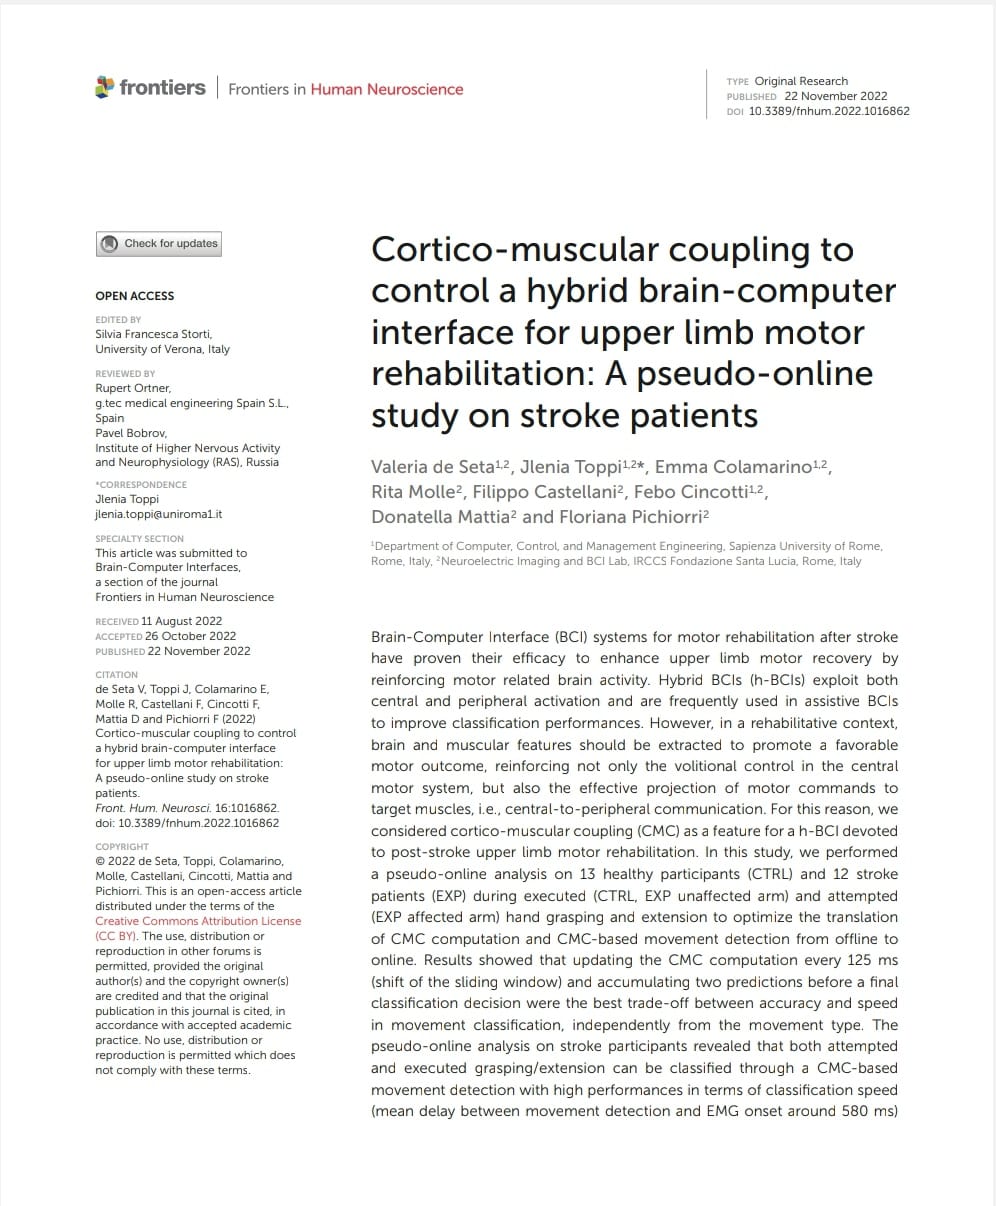 frontiers | Frontiers in Human Neuroscience
TYPE Original Research
PUBLISHED 22 November 2022
DOI 10.3389/fnhum.2022.1016862
Check for updates
OPEN ACCESS
EDITED BY
Silvia Francesca Storti,
University of Verona, Italy
REVIEWED BY
Rupert Ortner,
g.tec medical engineering Spain S.L.,
Spain
Pavel Bobrov,
Institute of Higher Nervous Activity
and Neurophysiology (RAS), Russia
*CORRESPONDENCE
Jlenia Toppi
jlenia.toppi@uniroma1.it
SPECIALTY SECTION
This article was submitted to
Brain-Computer Interfaces,
a section of the journal
Frontiers in Human Neuroscience
RECEIVED 11 August 2022
ACCEPTED 26 October 2022
PUBLISHED 22 November 2022
CITATION
de Seta V, Toppi J, Colamarino E,
Molle R, Castellani F, Cincotti F,
Mattia D and Pichiorri F (2022)
Cortico-muscular coupling to control
a hybrid brain-computer interface
for upper limb motor rehabilitation:
A pseudo-online study on stroke
patients.
Front. Hum. Neurosci. 16:1016862.
doi: 10.3389/fnhum.2022.1016862
COPYRIGHT
© 2022 de Seta, Toppi, Colamarino,
Molle, Castellani, Cincotti, Mattia and
Pichiorri. This is an open-access article
distributed under the terms of the
Creative Commons Attribution License
(CC BY). The use, distribution or
reproduction in other forums is
permitted, provided the original
author(s) and the copyright owner(s)
are credited and that the original
publication in this journal is cited, in
accordance with accepted academic
practice. No use, distribution or
reproduction is permitted which does
not comply with these terms.
Cortico-muscular coupling to
control a hybrid brain-computer
interface for upper limb motor
rehabilitation: A pseudo-online
study on stroke patients
Valeria de Seta1,2, Jlenia Toppi1,2*, Emma Colamarino1,2,
Rita Molle2, Filippo Castellani2, Febo Cincotti1,2,
Donatella Mattia2 and Floriana Pichiorri2
1Department of Computer, Control, and Management Engineering, Sapienza University of Rome,
Rome, Italy, 2Neuroelectric Imaging and BCI Lab, IRCCS Fondazione Santa Lucia, Rome, Italy
Brain-Computer Interface (BCI) systems for motor rehabilitation after stroke
have proven their efficacy to enhance upper limb motor recovery by
reinforcing motor related brain activity. Hybrid BCIs (h-BCIs) exploit both
central and peripheral activation and are frequently used in assistive BCIs
to improve classification performances. However, in a rehabilitative context,
brain and muscular features should be extracted to promote a favorable
motor outcome, reinforcing not only the volitional control in the central
motor system, but also the effective projection of motor commands to
target muscles, i.e., central-to-peripheral communication. For this reason, we
considered cortico-muscular coupling (CMC) as a feature for a h-BCI devoted
to post-stroke upper limb motor rehabilitation. In this study, we performed
a pseudo-online analysis on 13 healthy participants (CTRL) and 12 stroke
patients (EXP) during executed (CTRL, EXP unaffected arm) and attempted
(EXP affected arm) hand grasping and extension to optimize the translation
of CMC computation and CMC-based movement detection from offline to
online. Results showed that updating the CMC computation every 125 ms
(shift of the sliding window) and accumulating two predictions before a final
classification decision were the best trade-off between accuracy and speed
in movement classification, independently from the movement type. The
pseudo-online analysis on stroke participants revealed that both attempted
and executed grasping/extension can be classified through a CMC-based
movement detection with high performances in terms of classification speed
(mean delay between movement detection and EMG onset around 580 ms)